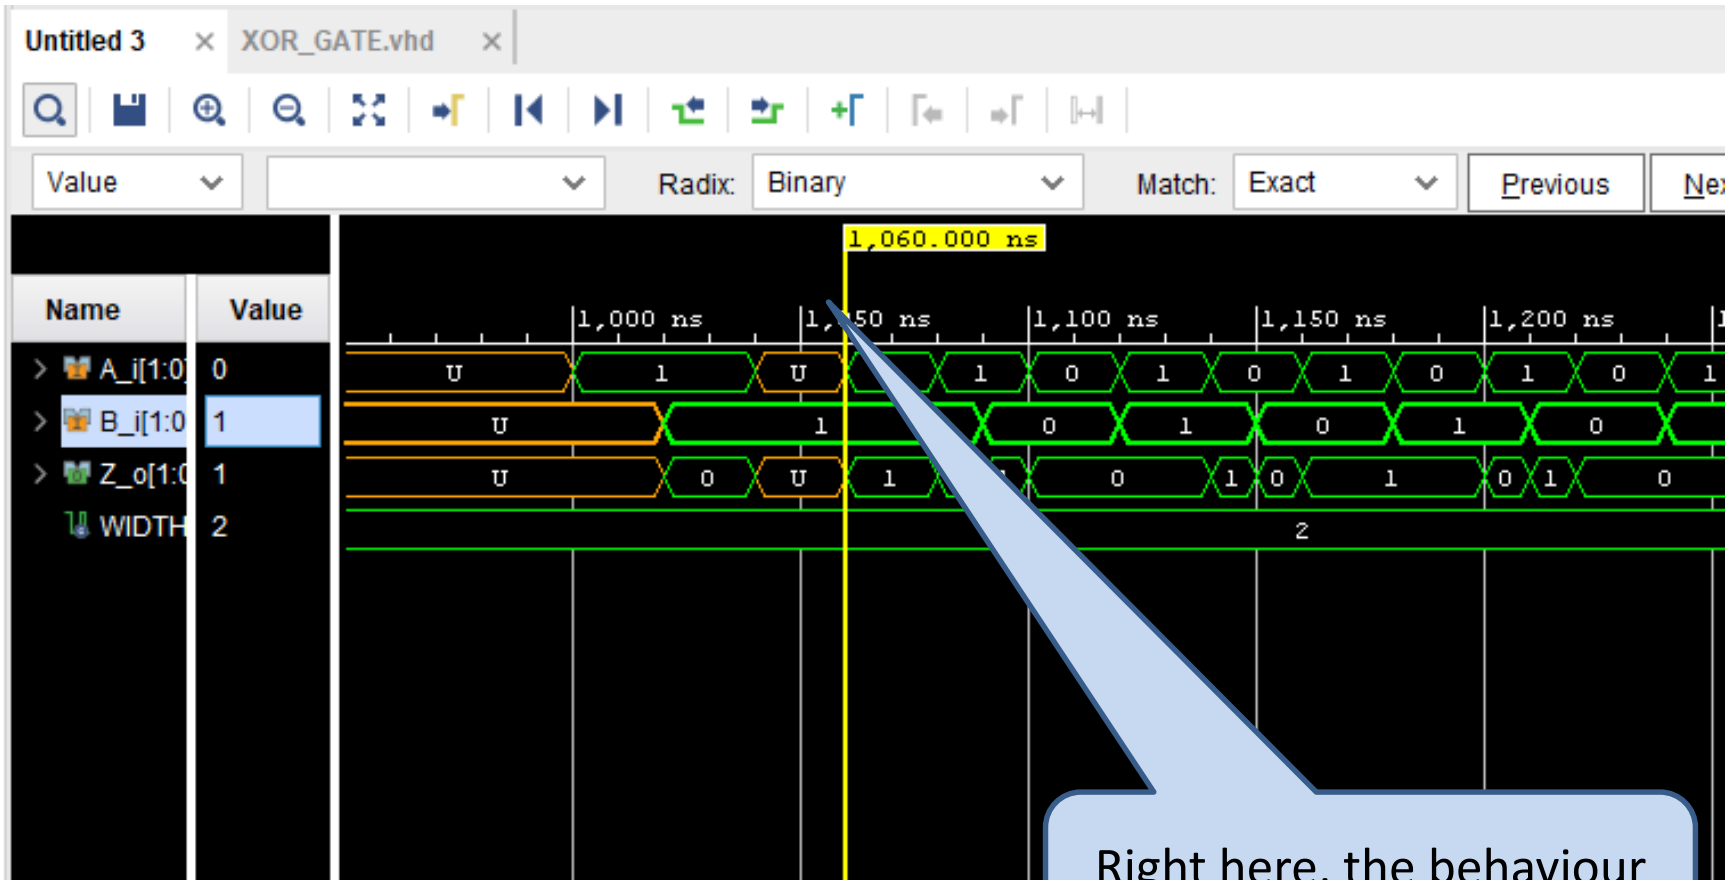 Untitled 3 × XOR_GATE.vhd ×
Value Radix: Binary Match: Exact Previous
1,060.000 ns
Name Value
1,000 ns 50 ns 1,100 ns 1,150 ns 1,200 ns
A_i[1:0] 0 U 1 U 1 0 1 0 1 0 1 0 1
B_i[1:0 1 U 1 0 1 0 1 0
Z_o[1:0 1 U 0 U 1 0 1 0 1 0 1 0
WIDTH 2 2
Right here, the behaviour